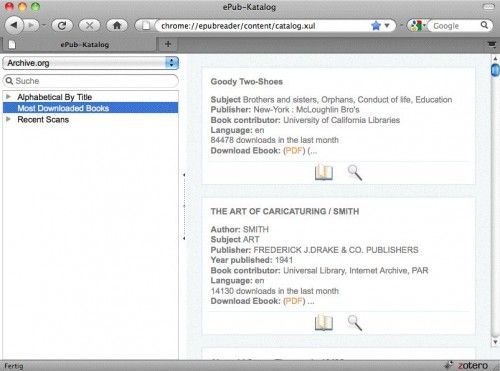 ePub-Katalog
chrome://epubreader/content/catalog.xul
Google
ePub-Katalog
Archive.org
Suche
Alphabetical By Title
Most Downloaded Books
Recent Scans
Goody Two-Shoes
Subject Brothers and sisters, Orphans, Conduct of life, Education
Publisher: New-York : McLoughlin Bro's
Book contributor: University of California Libraries
Language: en
84478 downloads in the last month
Download Ebook: (PDF) (...
THE ART OF CARICATURING / SMITH
Author: SMITH
Subject ART
Publisher: FREDERICK J.DRAKE & CO. PUBLISHERS
Year published: 1941
Book contributor: Universal Library, Internet Archive, PAR
Language: en
14130 downloads in the last month
Download Ebook: (PDF) ...
Fertig
zotero